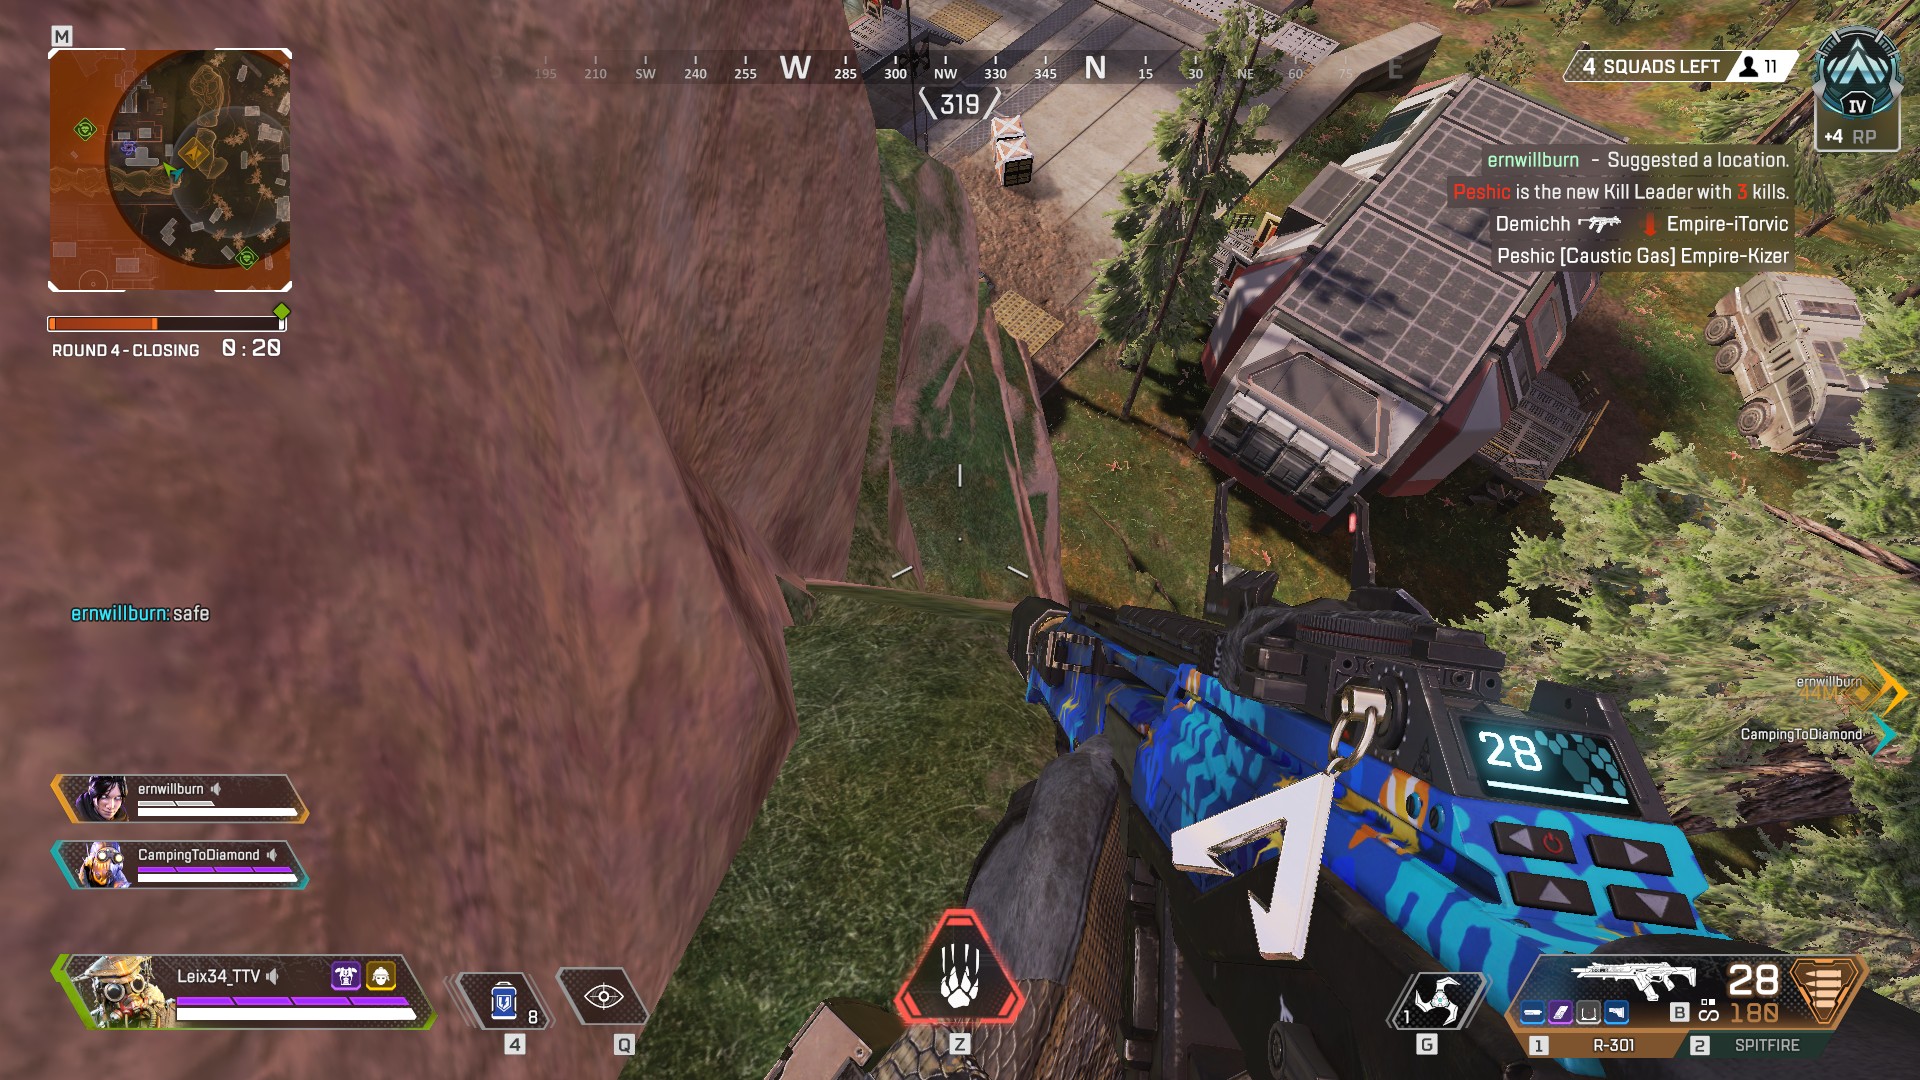 M
S 195 210 SW 240 255 W 285 300 NW 330 345 N 15 30 NE 60 75 E
319
4 SQUADS LEFT 11
IV
+4 RP
ernwillburn - Suggested a location.
Peshic is the new Kill Leader with 3 kills.
Demichh Empire-iTorvic
Peshic [Caustic Gas] Empire-Kizer
ROUND 4 - CLOSING 0:20
ernwillburn: safe
ernwillburn
44M
CampingToDiamond
28
ernwillburn
CampingToDiamond
Leix34_TTV
8
4
Q
Z
1
G
28
B
180
1 R-301
2 SPITFIRE